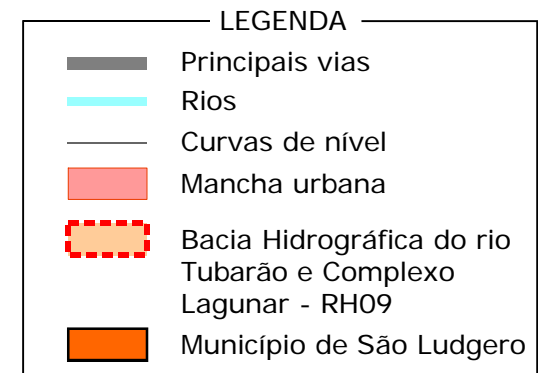 LEGENDA
Principais vias
Rios
Curvas de nível
Mancha urbana
Bacia Hidrográfica do rio
Tubarão e Complexo
Lagunar - RH09
Município de São Ludgero